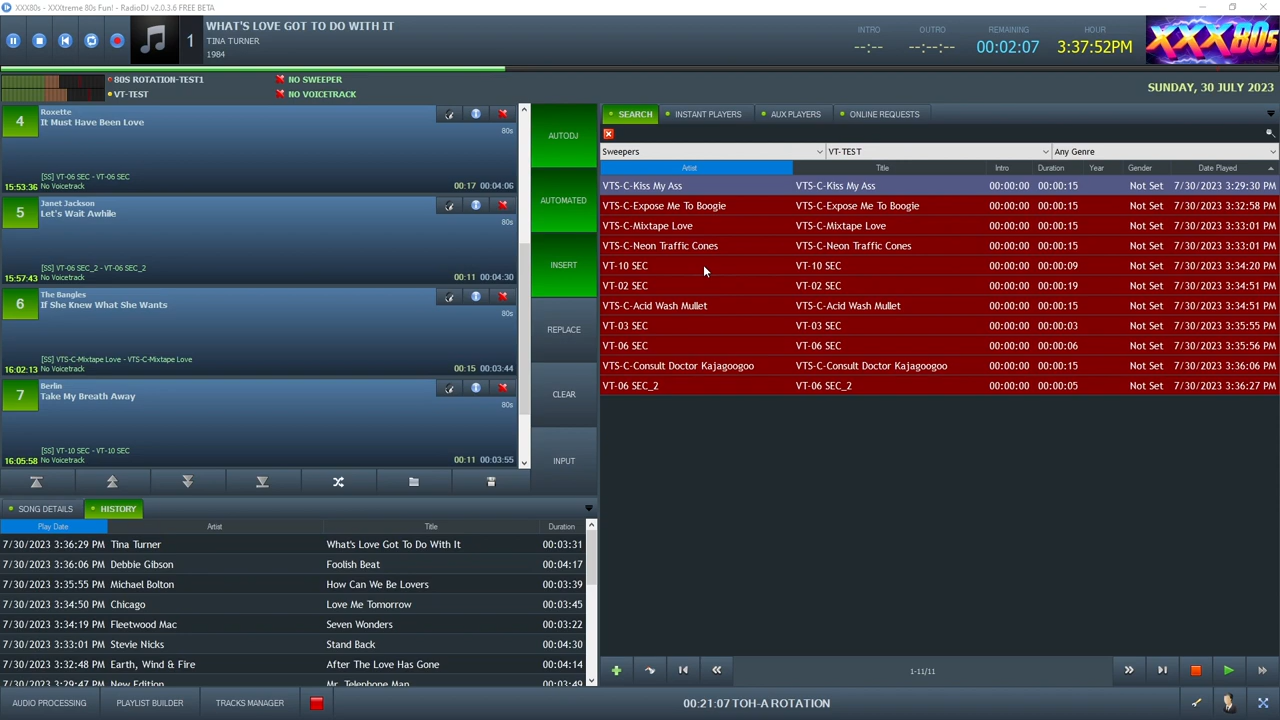 XXX80s - XXXtreme 80s Fun! - RadioDJ v2.0.3.6 FREE BETA
1
WHAT'S LOVE GOT TO DO WITH IT
TINA TURNER
1984
INTRO OUTRO REMAINING HOUR
--:-- --:--:-- 00:02:07 3:37:52PM
XXX80s
80S ROTATION-TEST1 NO SWEEPER
VT-TEST NO VOICETRACK
SUNDAY, 30 JULY 2023
4
Roxette
It Must Have Been Love
80s
[SS] VT-06 SEC - VT-06 SEC
15:53:36 No Voicetrack 00:17 00:04:06
5
Janet Jackson
Let's Wait Awhile
80s
[SS] VT-06 SEC_2 - VT-06 SEC_2
15:57:43 No Voicetrack 00:11 00:04:30
6
The Bangles
If She Knew What She Wants
80s
[SS] VTS-C-Mixtape Love - VTS-C-Mixtape Love
16:02:13 No Voicetrack 00:15 00:03:44
7
Berlin
Take My Breath Away
80s
[SS] VT-10 SEC - VT-10 SEC
16:05:58 No Voicetrack 00:11 00:03:55
AUTODJ
AUTOMATED
INSERT
REPLACE
CLEAR
INPUT
SONG DETAILS HISTORY
Play Date Artist Title Duration
7/30/2023 3:36:29 PM Tina Turner What's Love Got To Do With It 00:03:31
7/30/2023 3:36:06 PM Debbie Gibson Foolish Beat 00:04:17
7/30/2023 3:35:55 PM Michael Bolton How Can We Be Lovers 00:03:39
7/30/2023 3:34:50 PM Chicago Love Me Tomorrow 00:03:45
7/30/2023 3:34:19 PM Fleetwood Mac Seven Wonders 00:03:22
7/30/2023 3:33:01 PM Stevie Nicks Stand Back 00:04:30
7/30/2023 3:32:48 PM Earth, Wind & Fire After The Love Has Gone 00:04:14
7/30/2023 3:29:47 PM New Edition Mr. Telephone Man 00:03:49
SEARCH INSTANT PLAYERS AUX PLAYERS ONLINE REQUESTS
Sweepers VT-TEST Any Genre
Artist Title Intro Duration Year Gender Date Played
VTS-C-Kiss My Ass VTS-C-Kiss My Ass 00:00:00 00:00:15 Not Set 7/30/2023 3:29:30 PM
VTS-C-Expose Me To Boogie VTS-C-Expose Me To Boogie 00:00:00 00:00:15 Not Set 7/30/2023 3:32:58 PM
VTS-C-Mixtape Love VTS-C-Mixtape Love 00:00:00 00:00:15 Not Set 7/30/2023 3:33:01 PM
VTS-C-Neon Traffic Cones VTS-C-Neon Traffic Cones 00:00:00 00:00:15 Not Set 7/30/2023 3:33:01 PM
VT-10 SEC VT-10 SEC 00:00:00 00:00:09 Not Set 7/30/2023 3:34:20 PM
VT-02 SEC VT-02 SEC 00:00:00 00:00:19 Not Set 7/30/2023 3:34:51 PM
VTS-C-Acid Wash Mullet VTS-C-Acid Wash Mullet 00:00:00 00:00:15 Not Set 7/30/2023 3:34:51 PM
VT-03 SEC VT-03 SEC 00:00:00 00:00:03 Not Set 7/30/2023 3:35:55 PM
VT-06 SEC VT-06 SEC 00:00:00 00:00:06 Not Set 7/30/2023 3:35:56 PM
VTS-C-Consult Doctor Kajagoogoo VTS-C-Consult Doctor Kajagoogoo 00:00:00 00:00:15 Not Set 7/30/2023 3:36:06 PM
VT-06 SEC_2 VT-06 SEC_2 00:00:00 00:00:05 Not Set 7/30/2023 3:36:27 PM
1-11/11
AUDIO PROCESSING PLAYLIST BUILDER TRACKS MANAGER 00:21:07 TOH-A ROTATION